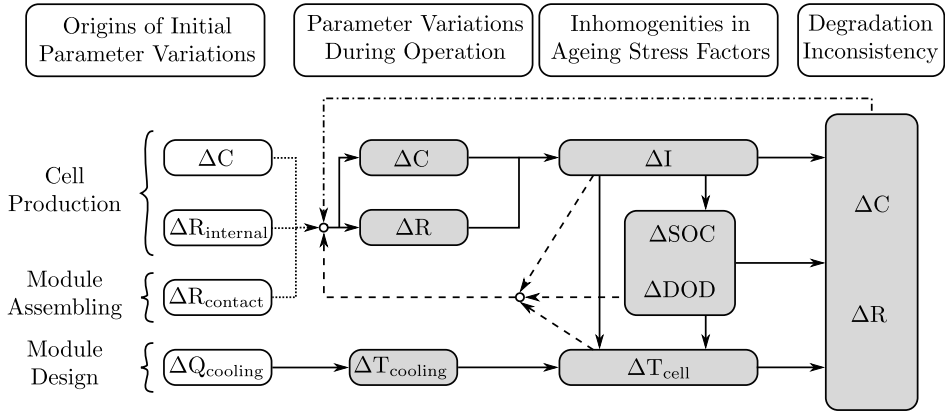 Origins of Initial
Parameter Variations
Parameter Variations
During Operation
Inhomogenities in
Ageing Stress Factors
Degradation
Inconsistency
Cell
Production
ΔC
ΔR_internal
ΔC
ΔR
ΔI
ΔSOC
ΔDOD
ΔC
ΔR
Module
Assembling
ΔR_contact
Module
Design
ΔQ_cooling
ΔT_cooling
ΔT_cell